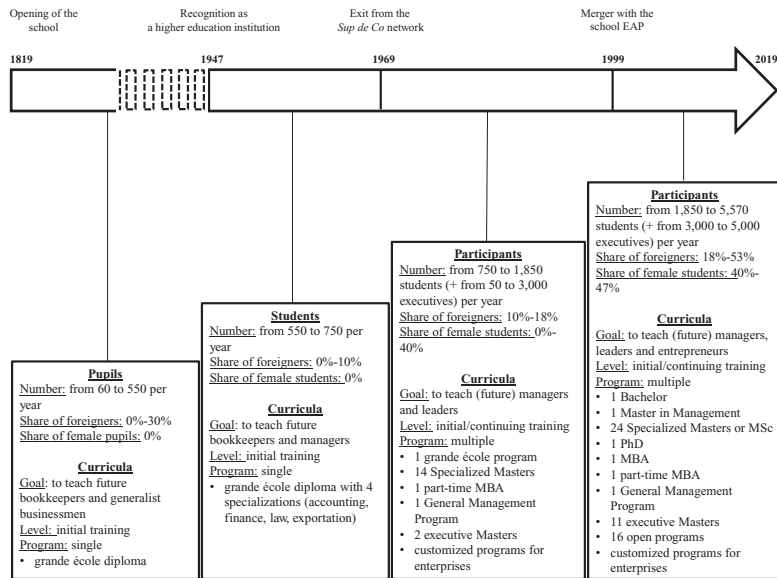 Opening of the
school
Recognition as
a higher education institution
Exit from the
Sup de Co network
Merger with the
school EAP
1819
1947
1969
1999
2019
Pupils
Number: from 60 to 550 per
year
Share of foreigners: 0%-30%
Share of female pupils: 0%
Curricula
Goal: to teach future
bookkeepers and generalist
businessmen
Level: initial training
Program: single
• grande école diploma
Students
Number: from 550 to 750 per
year
Share of foreigners: 0%-10%
Share of female students: 0%
Curricula
Goal: to teach future
bookkeepers and managers
Level: initial training
Program: single
• grande école diploma with 4
specializations (accounting,
finance, law, exportation)
Participants
Number: from 750 to 1,850
students (+ from 50 to 3,000
executives) per year
Share of foreigners: 10%-18%
Share of female students: 0%-
40%
Curricula
Goal: to teach (future) managers
and leaders
Level: initial/continuing training
Program: multiple
• 1 grande école program
• 14 Specialized Masters
• 1 part-time MBA
• 1 General Management
Program
• 2 executive Masters
• customized programs for
enterprises
Participants
Number: from 1,850 to 5,570
students (+ from 3,000 to 5,000
executives) per year
Share of foreigners: 18%-53%
Share of female students: 40%-
47%
Curricula
Goal: to teach (future) managers,
leaders and entrepreneurs
Level: initial/continuing training
Program: multiple
• 1 Bachelor
• 1 Master in Management
• 24 Specialized Masters or MSc
• 1 PhD
• 1 MBA
• 1 part-time MBA
• 1 General Management
Program
• 11 executive Masters
• 16 open programs
• customized programs for
enterprises